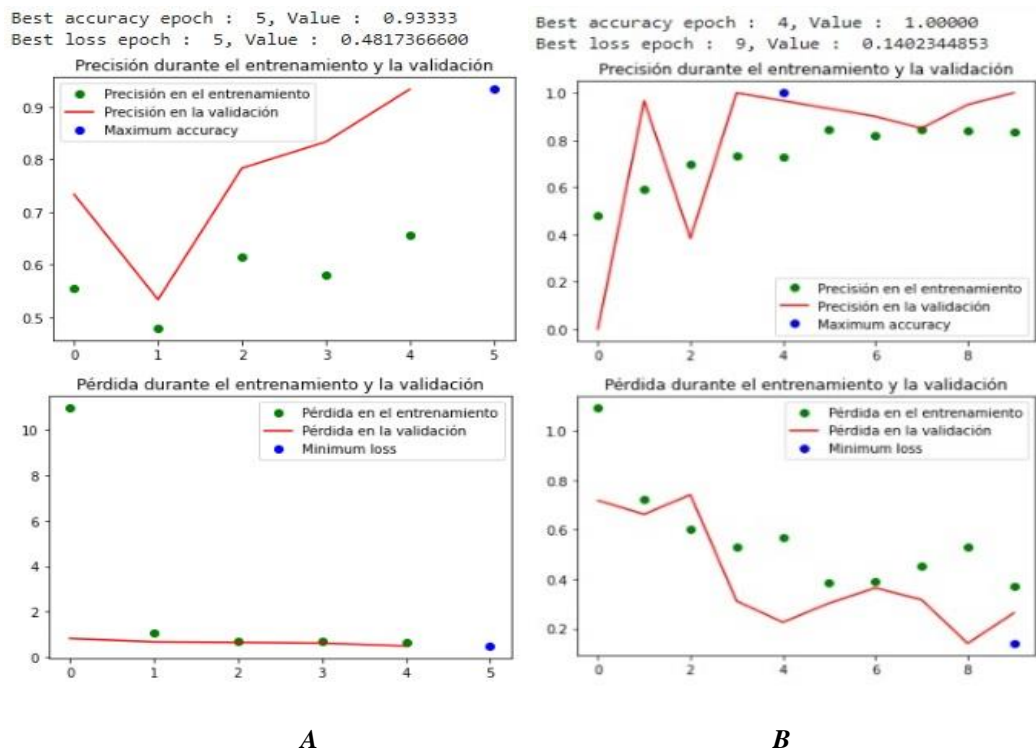 Best accuracy epoch : 5, Value : 0.93333
Best loss epoch : 5, Value : 0.4817366600
Precisión durante el entrenamiento y la validación
Precisión en el entrenamiento
Precisión en la validación
Maximum accuracy
0.9
0.8
0.7
0.6
0.5
0 1 2 3 4 5
Pérdida durante el entrenamiento y la validación
Pérdida en el entrenamiento
Pérdida en la validación
Minimum loss
10
8
6
4
2
0
0 1 2 3 4 5
A
Best accuracy epoch : 4, Value : 1.00000
Best loss epoch : 9, Value : 0.1402344853
Precisión durante el entrenamiento y la validación
1.0
0.8
0.6
0.4
0.2
0.0
Precisión en el entrenamiento
Precisión en la validación
Maximum accuracy
0 2 4 6 8
Pérdida durante el entrenamiento y la validación
Pérdida en el entrenamiento
Pérdida en la validación
Minimum loss
1.0
0.8
0.6
0.4
0.2
0 2 4 6 8
B